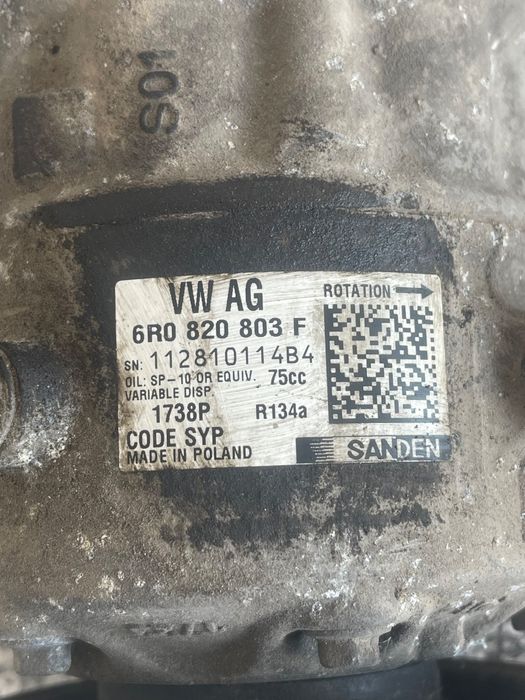 S01
VW AG
ROTATION
6R0 820 803 F
SN: 112810114B4
OIL: SP-10 OR EQUIV. 75cc
VARIABLE DISP.
1738P R134a
CODE SYP
MADE IN POLAND
SANDEN